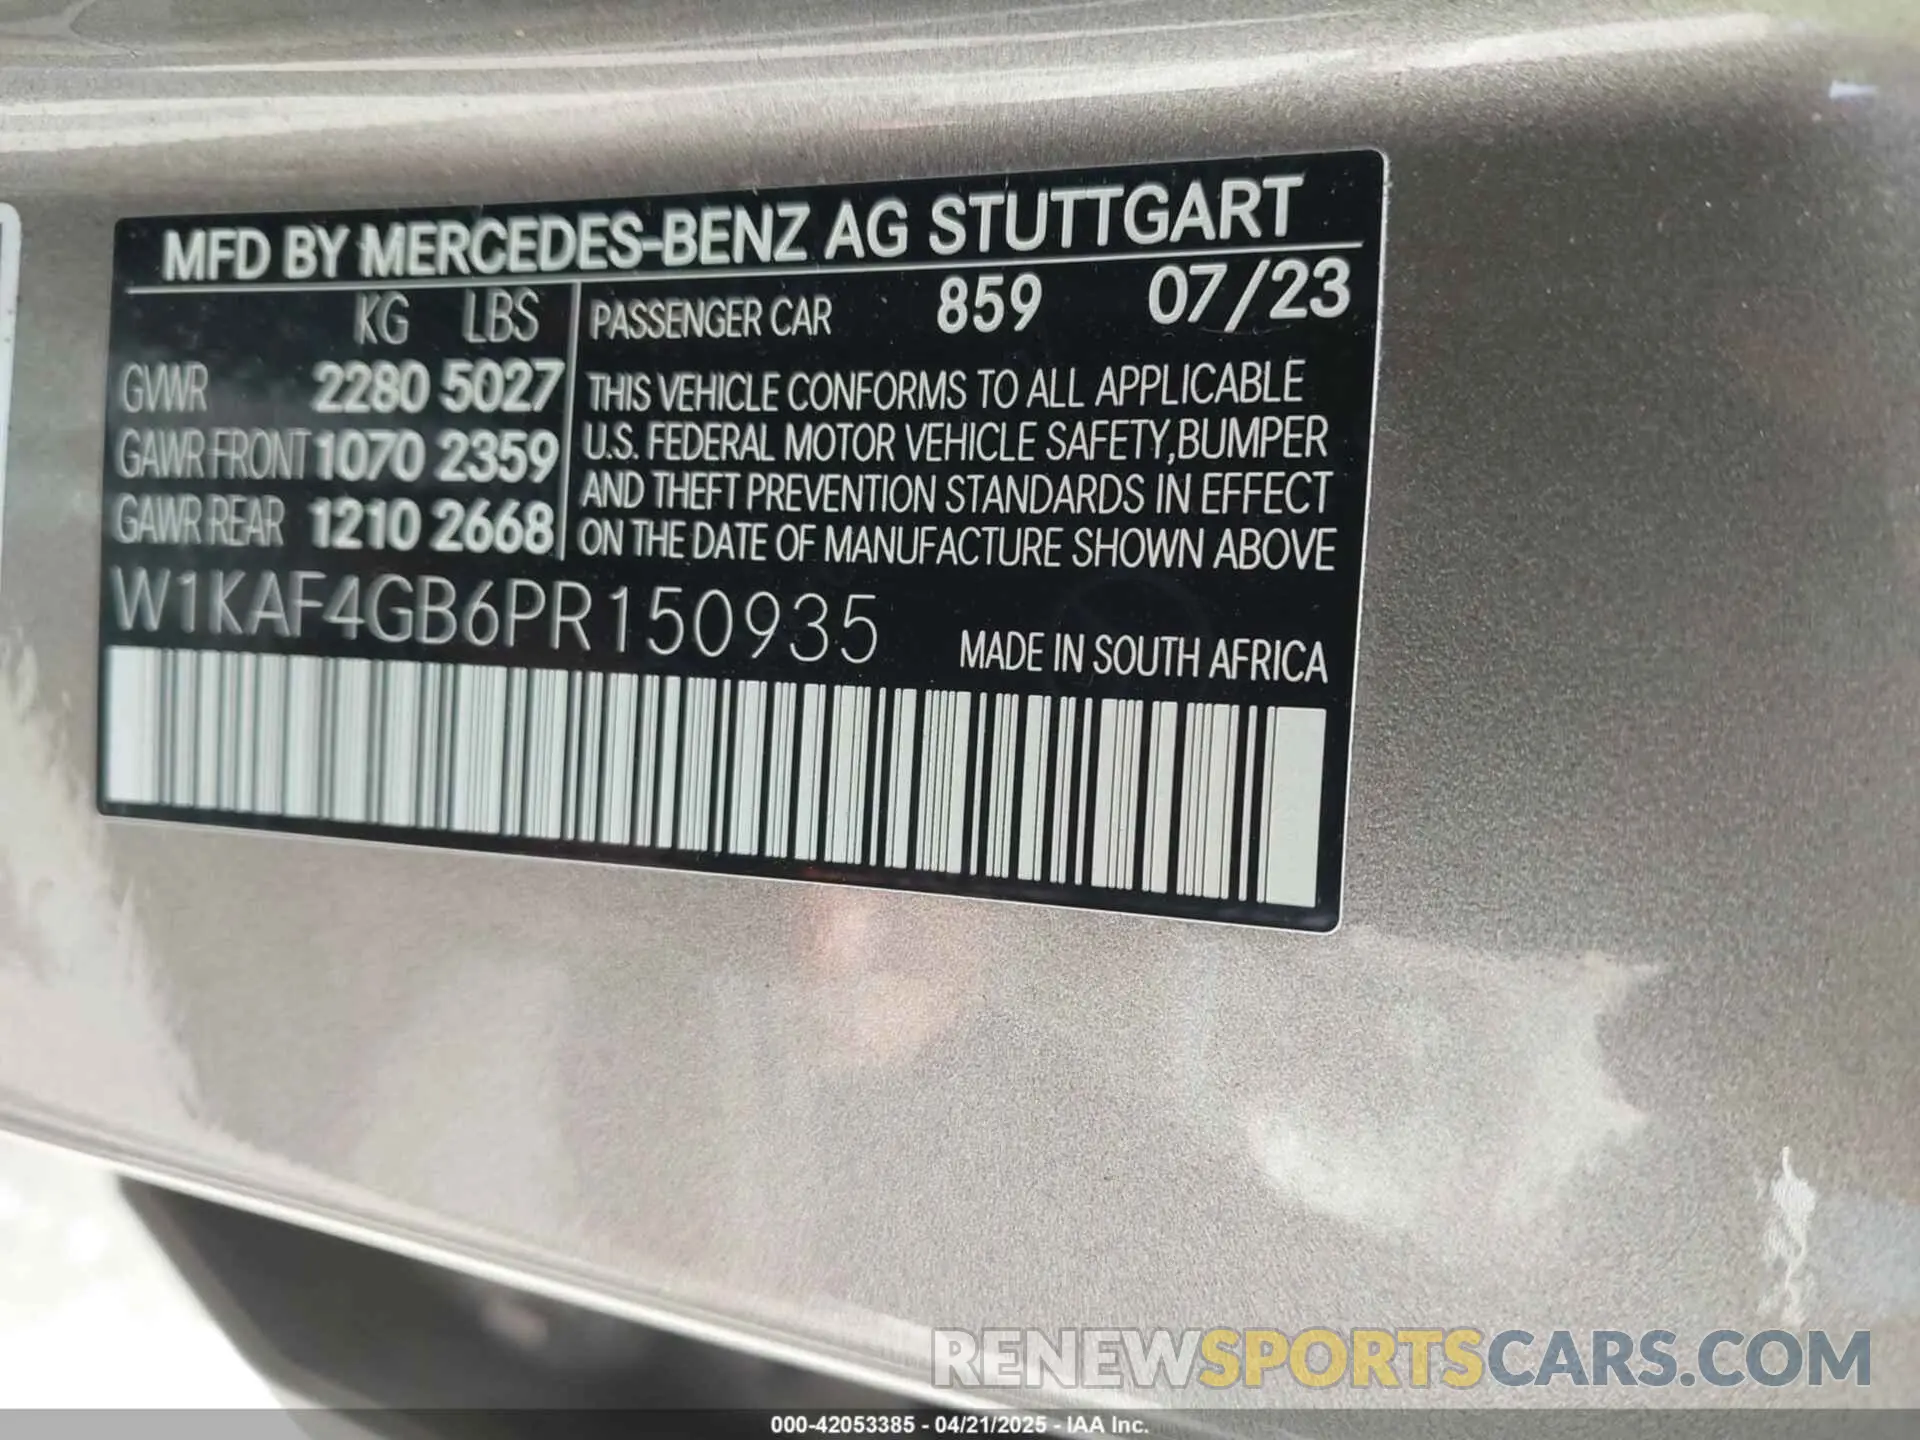 MFD BY MERCEDES-BENZ AG STUTTGART
KG LBS
PASSENGER CAR 859 07/23
GVWR 2280 5027
GAWR FRONT 1070 2359
GAWR REAR 1210 2668
THIS VEHICLE CONFORMS TO ALL APPLICABLE
U.S. FEDERAL MOTOR VEHICLE SAFETY,BUMPER
AND THEFT PREVENTION STANDARDS IN EFFECT
ON THE DATE OF MANUFACTURE SHOWN ABOVE
W1KAF4GB6PR150935
MADE IN SOUTH AFRICA
RENEWSPORTSCARS.COM
000-42053385 - 04/21/2025 - IAA Inc.